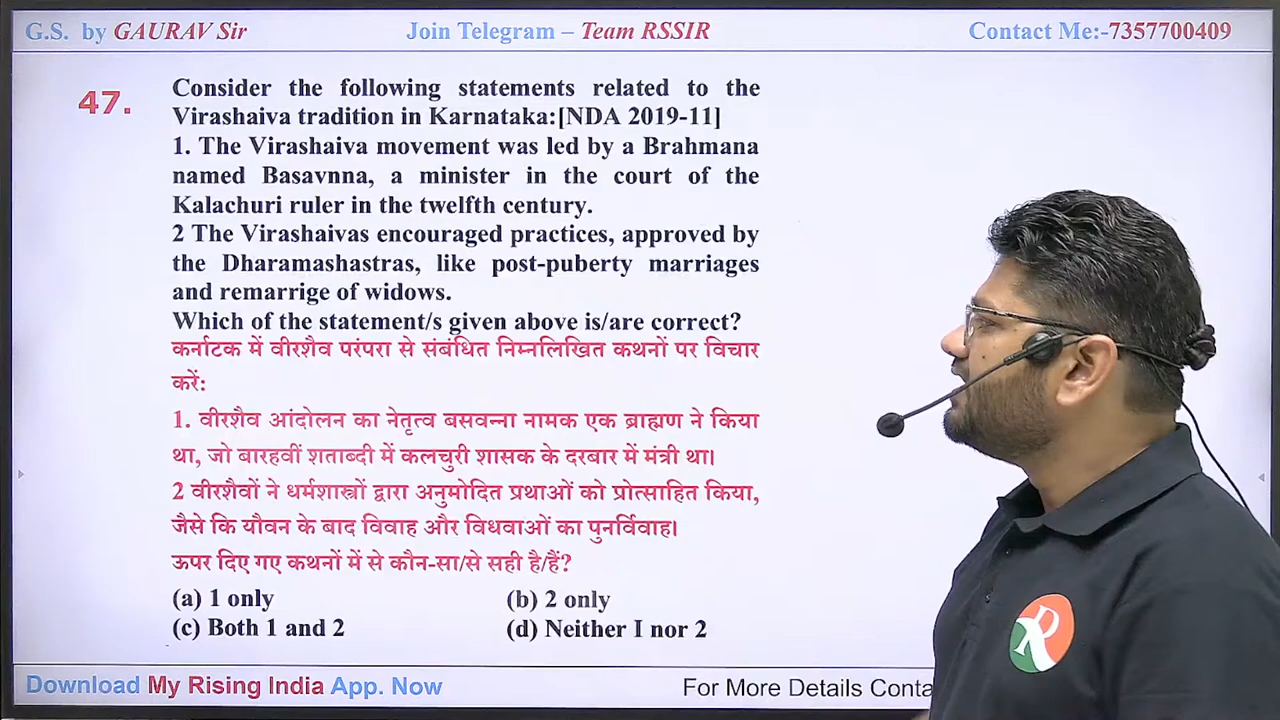 G.S. by GAURAV Sir
Join Telegram – Team RSSIR
Contact Me:-7357700409
47.
Consider the following statements related to the
Virashaiva tradition in Karnataka:[NDA 2019-11]
1. The Virashaiva movement was led by a Brahmana
named Basavnna, a minister in the court of the
Kalachuri ruler in the twelfth century.
2 The Virashaivas encouraged practices, approved by
the Dharamashastras, like post-puberty marriages
and remarrige of widows.
Which of the statement/s given above is/are correct?
कर्नाटक में वीरशैव परंपरा से संबंधित निम्नलिखित कथनों पर विचार
करें:
1. वीरशैव आंदोलन का नेतृत्व बसवन्ना नामक एक ब्राह्मण ने किया
था, जो बारहवीं शताब्दी में कलचुरी शासक के दरबार में मंत्री था।
2 वीरशैवों ने धर्मशास्त्रों द्वारा अनुमोदित प्रथाओं को प्रोत्साहित किया,
जैसे कि यौवन के बाद विवाह और विधवाओं का पुनर्विवाह।
ऊपर दिए गए कथनों में से कौन-सा/से सही है/हैं?
(a) 1 only
(b) 2 only
(c) Both 1 and 2
(d) Neither I nor 2
Download My Rising India App. Now
For More Details Conta